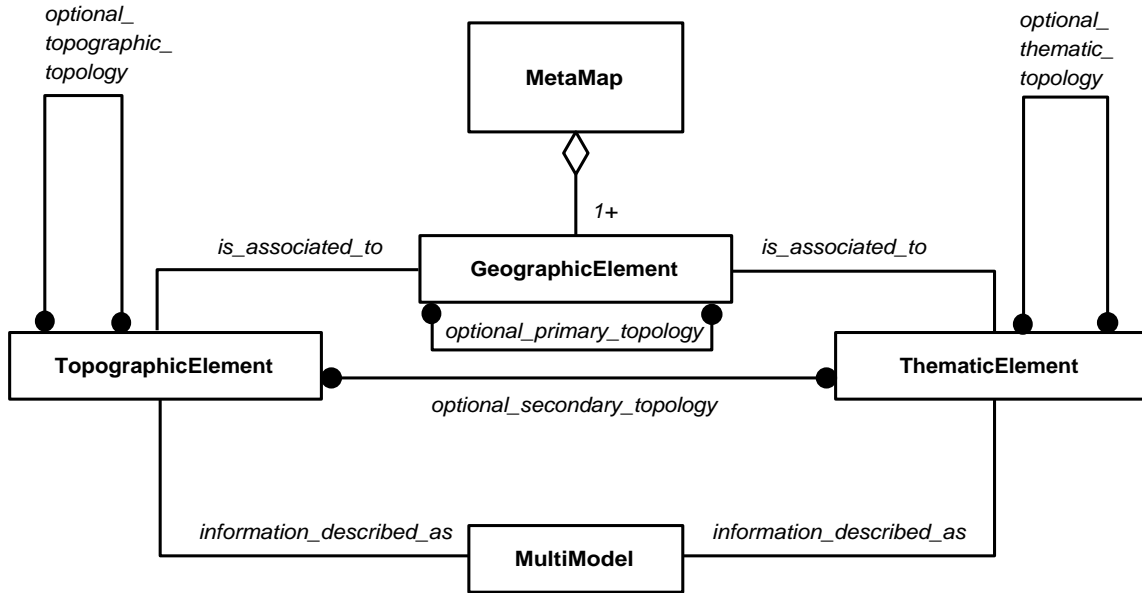 optional_
topographic_
topology
MetaMap
optional_
thematic_
topology
1+
is_associated_to
GeographicElement
is_associated_to
optional_primary_topology
TopographicElement
ThematicElement
optional_secondary_topology
information_described_as
MultiModel
information_described_as